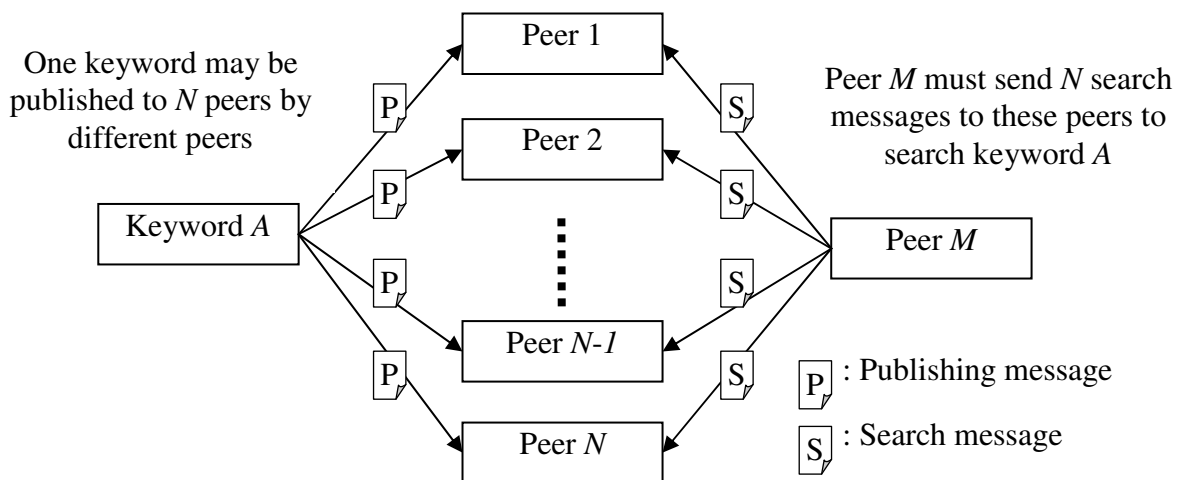 One keyword may be
published to N peers by
different peers
Keyword A
P
P
P
P
Peer 1
Peer 2
Peer N-1
Peer N
S
S
S
S
Peer M must send N search
messages to these peers to
search keyword A
Peer M
P : Publishing message
S : Search message